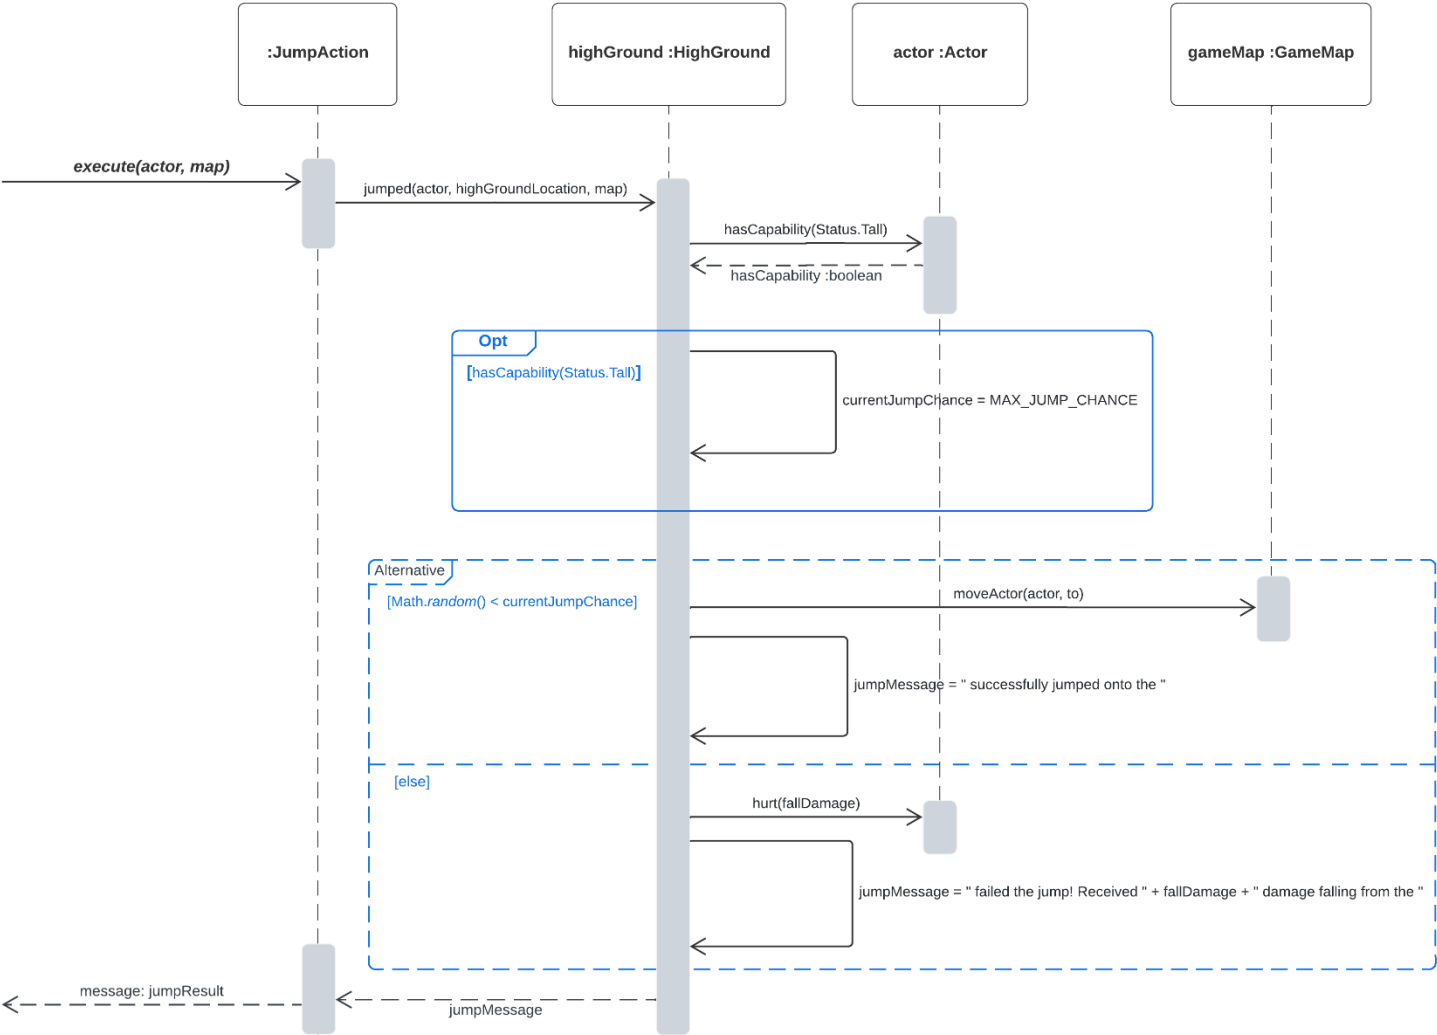 :JumpAction
highGround :HighGround
actor :Actor
gameMap :GameMap
execute(actor, map)
jumped(actor, highGroundLocation, map)
hasCapability(Status.Tall)
hasCapability :boolean
Opt
[hasCapability(Status.Tall)]
currentJumpChance = MAX_JUMP_CHANCE
Alternative
[Math.random() < currentJumpChance]
moveActor(actor, to)
jumpMessage = " successfully jumped onto the "
[else]
hurt(fallDamage)
jumpMessage = " failed the jump! Received " + fallDamage + " damage falling from the "
message: jumpResult
jumpMessage